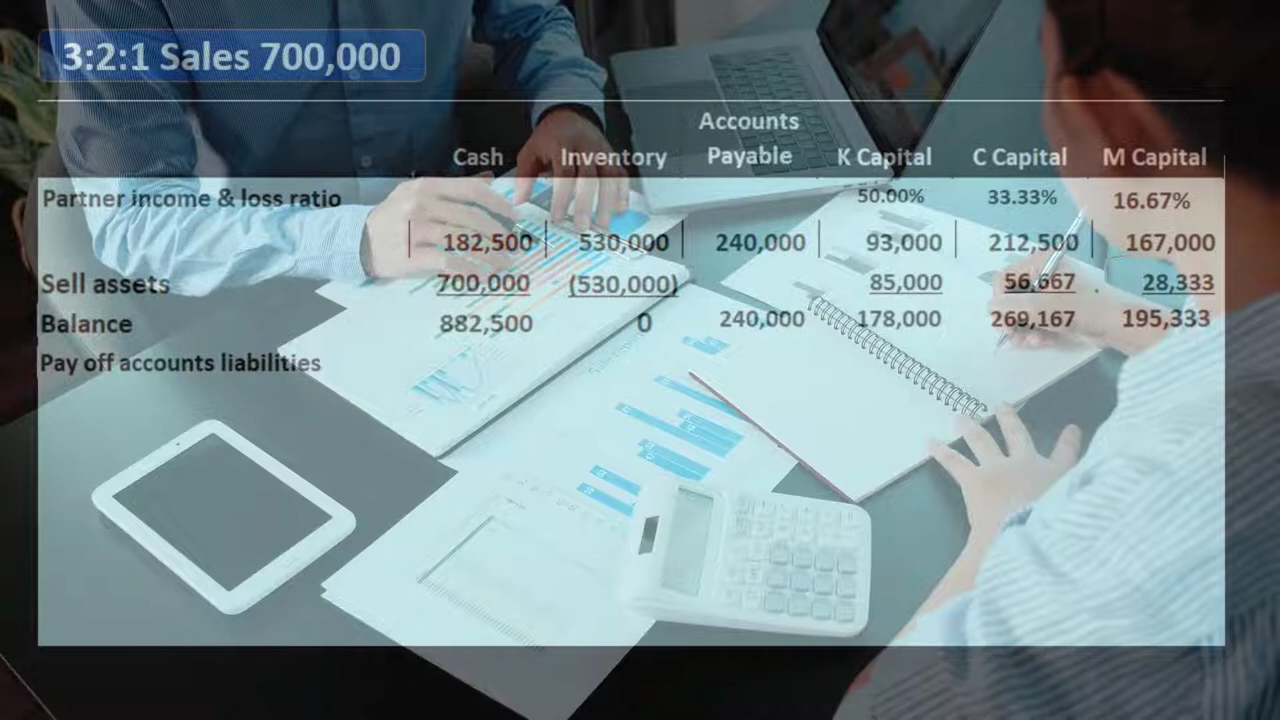 3:2:1 Sales 700,000
Cash Inventory Accounts Payable K Capital C Capital M Capital
Partner income & loss ratio 50.00% 33.33% 16.67%
182,500 530,000 240,000 93,000 212,500 167,000
Sell assets 700,000 (530,000) 85,000 56,667 28,333
Balance 882,500 0 240,000 178,000 269,167 195,333
Pay off accounts liabilities